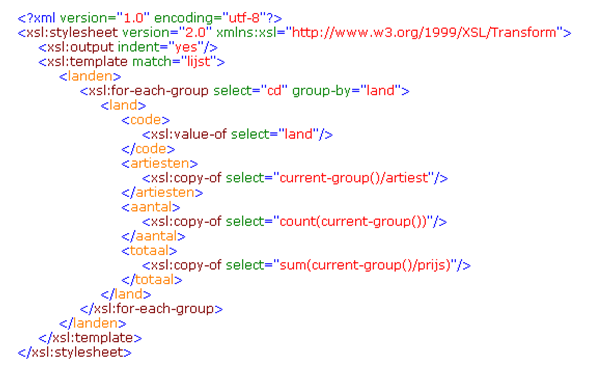 <?xml version="1.0" encoding="utf-8"?>
<xsl:stylesheet version="2.0" xmlns:xsl="http://www.w3.org/1999/XSL/Transform">
<xsl:output indent="yes"/>
<xsl:template match="lijst">
<landen>
<xsl:for-each-group select="cd" group-by="land">
<land>
<code>
<xsl:value-of select="land"/>
</code>
<artiesten>
<xsl:copy-of select="current-group()/artiest"/>
</artiesten>
<aantal>
<xsl:copy-of select="count(current-group())"/>
</aantal>
<totaal>
<xsl:copy-of select="sum(current-group()/prijs)"/>
</totaal>
</land>
</xsl:for-each-group>
</landen>
</xsl:template>
</xsl:stylesheet>